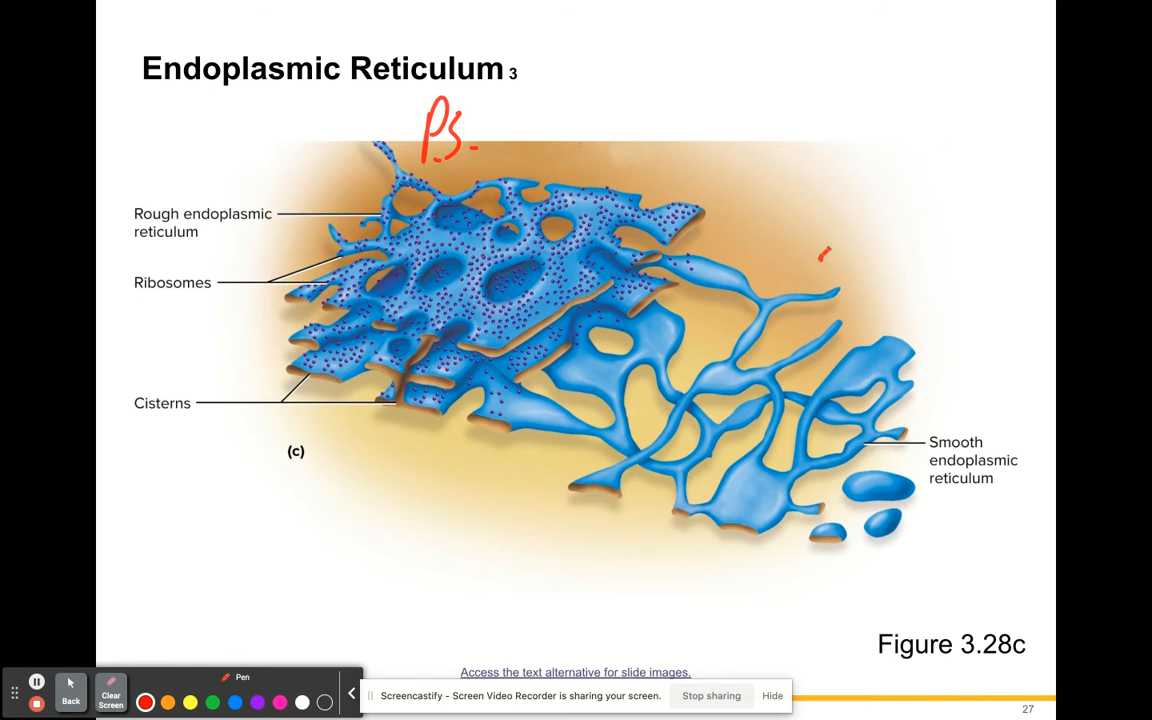 Endoplasmic Reticulum 3
P.S.
Rough endoplasmic
reticulum
Ribosomes
Cisterns
(c)
Smooth
endoplasmic
reticulum
Figure 3.28c
Access the text alternative for slide images.
Pen
Back
Clear
Screen
Screencastify - Screen Video Recorder is sharing your screen.
Stop sharing
Hide
27